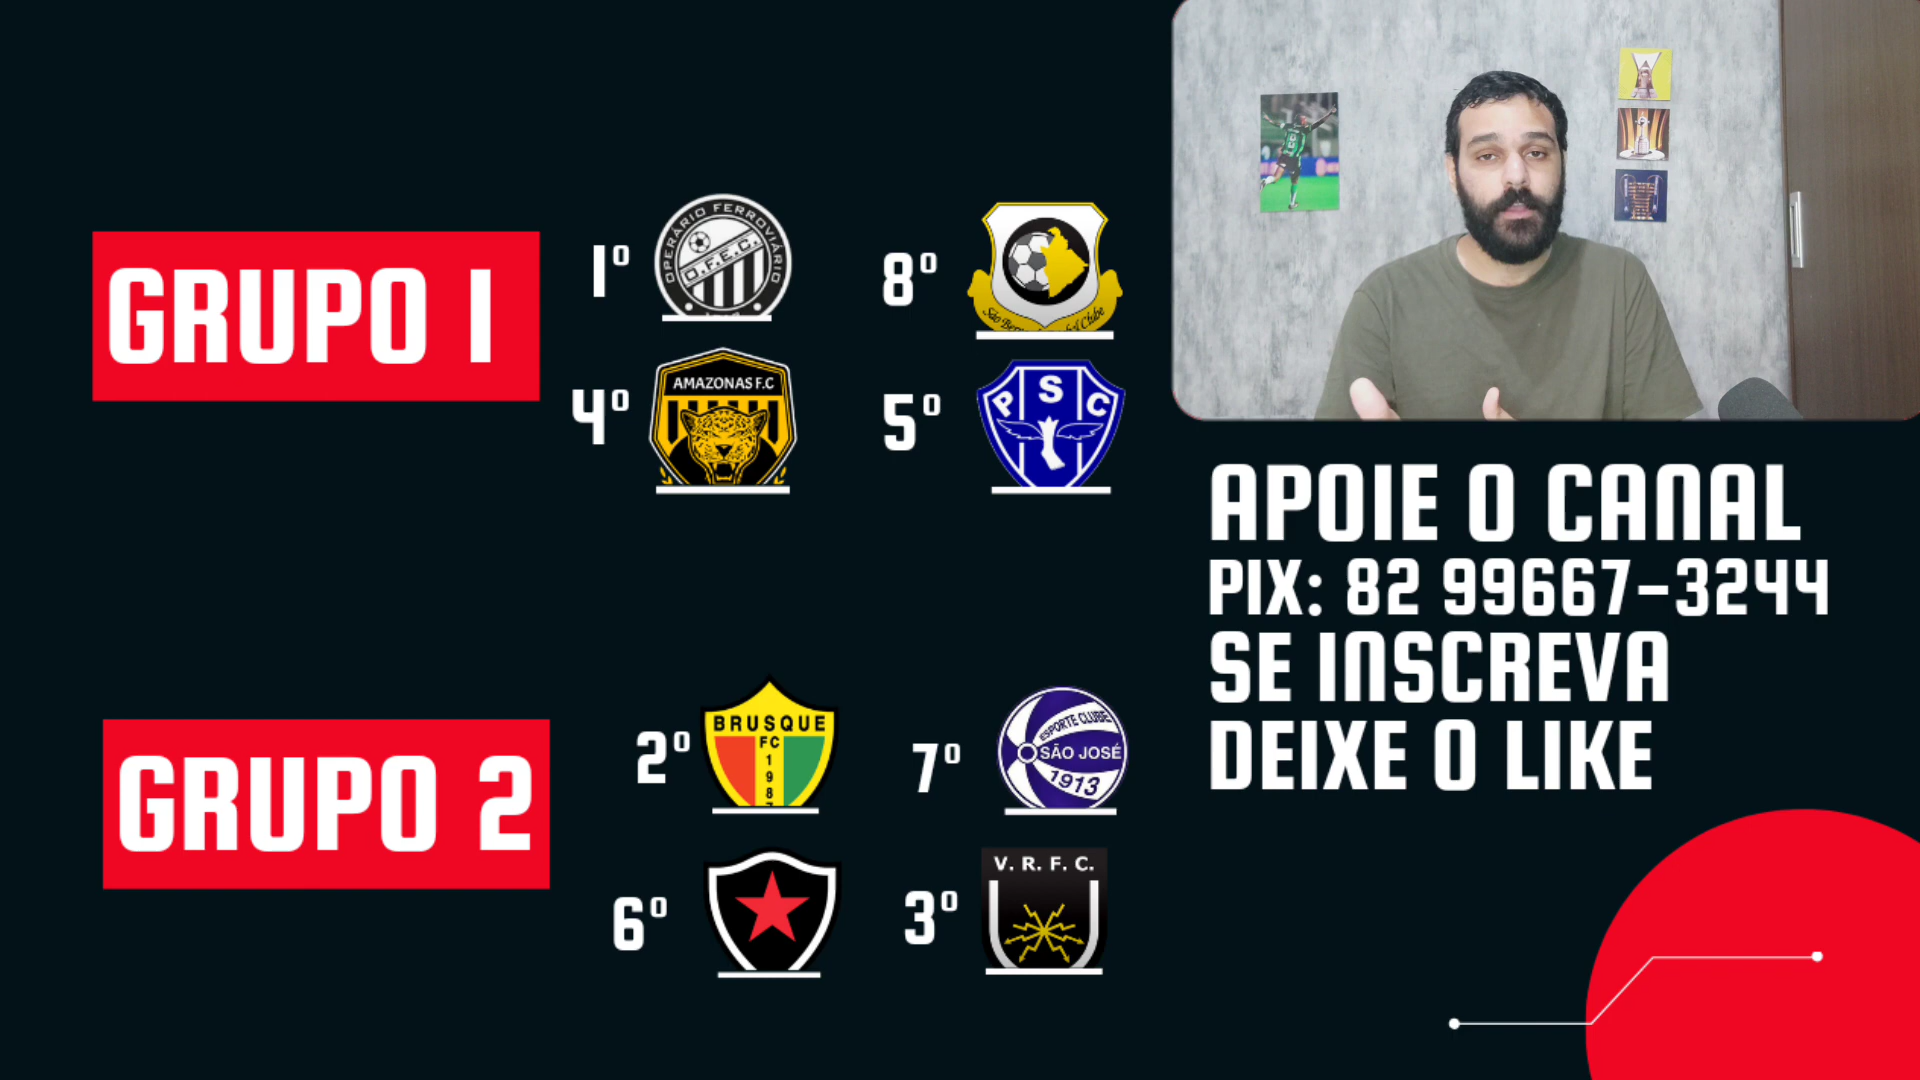 GRUPO 1
1º
OPERÁRIO FERROVIÁRIO
O.F.E.C.
8º
4º
AMAZONAS F.C
5º
P S C
APOIE O CANAL
PIX: 82 99667-3244
SE INSCREVA
DEIXE O LIKE
GRUPO 2
2º
BRUSQUE
FC
198
7º
ESPORTE CLUBE
SÃO JOSÉ
1913
6º
3º
V. R. F. C.